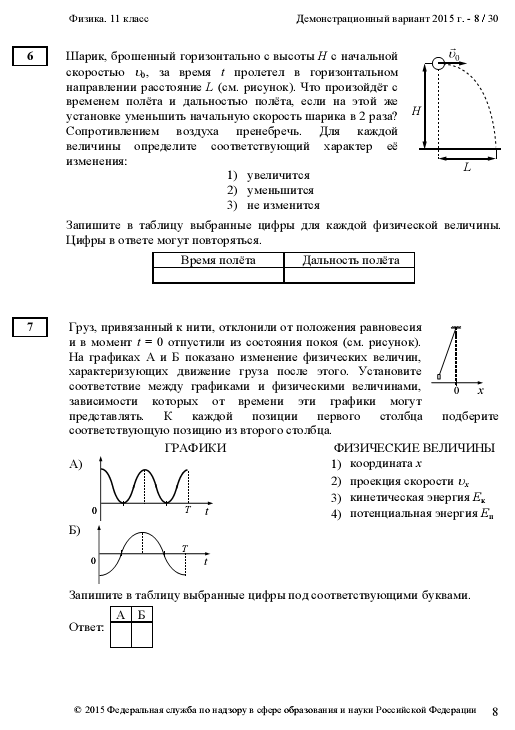 Физика. 11 класс
Демонстрационный вариант 2015 г. - 8 / 30
6
Шарик, брошенный горизонтально с высоты H с начальной
скоростью υ₀, за время t пролетел в горизонтальном
направлении расстояние L (см. рисунок). Что произойдёт с
временем полёта и дальностью полёта, если на этой же
установке уменьшить начальную скорость шарика в 2 раза?
Сопротивлением воздуха пренебречь. Для каждой
величины определите соответствующий характер её
изменения:
υ₀
H
L
1) увеличится
2) уменьшится
3) не изменится
Запишите в таблицу выбранные цифры для каждой физической величины.
Цифры в ответе могут повторяться.
Время полёта
Дальность полёта
7
Груз, привязанный к нити, отклонили от положения равновесия
и в момент t = 0 отпустили из состояния покоя (см. рисунок).
На графиках А и Б показано изменение физических величин,
характеризующих движение груза после этого. Установите
соответствие между графиками и физическими величинами,
зависимости которых от времени эти графики могут
представлять. К каждой позиции первого столбца подберите
соответствующую позицию из второго столбца.
0
x
ГРАФИКИ
А)
0
T
t
Б)
0
T
t
ФИЗИЧЕСКИЕ ВЕЛИЧИНЫ
1) координата x
2) проекция скорости υₓ
3) кинетическая энергия Eк
4) потенциальная энергия Eп
Запишите в таблицу выбранные цифры под соответствующими буквами.
Ответ:
А
Б
© 2015 Федеральная служба по надзору в сфере образования и науки Российской Федерации
8